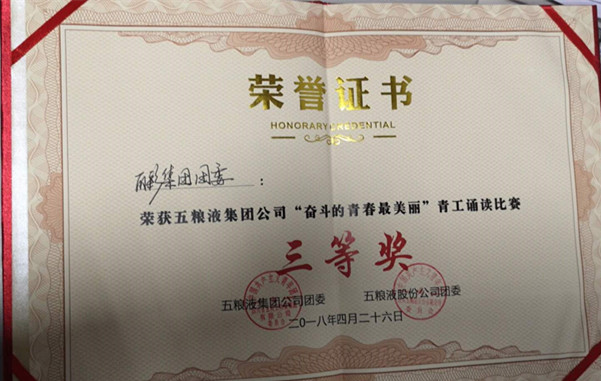 荣誉证书
HONORARY CREDENTIAL
丽彩集团团委：
荣获五粮液集团公司“奋斗的青春最美丽”青工诵读比赛
三等奖
五粮液集团公司团委 五粮液股份公司团委
二〇一八年四月二十六日